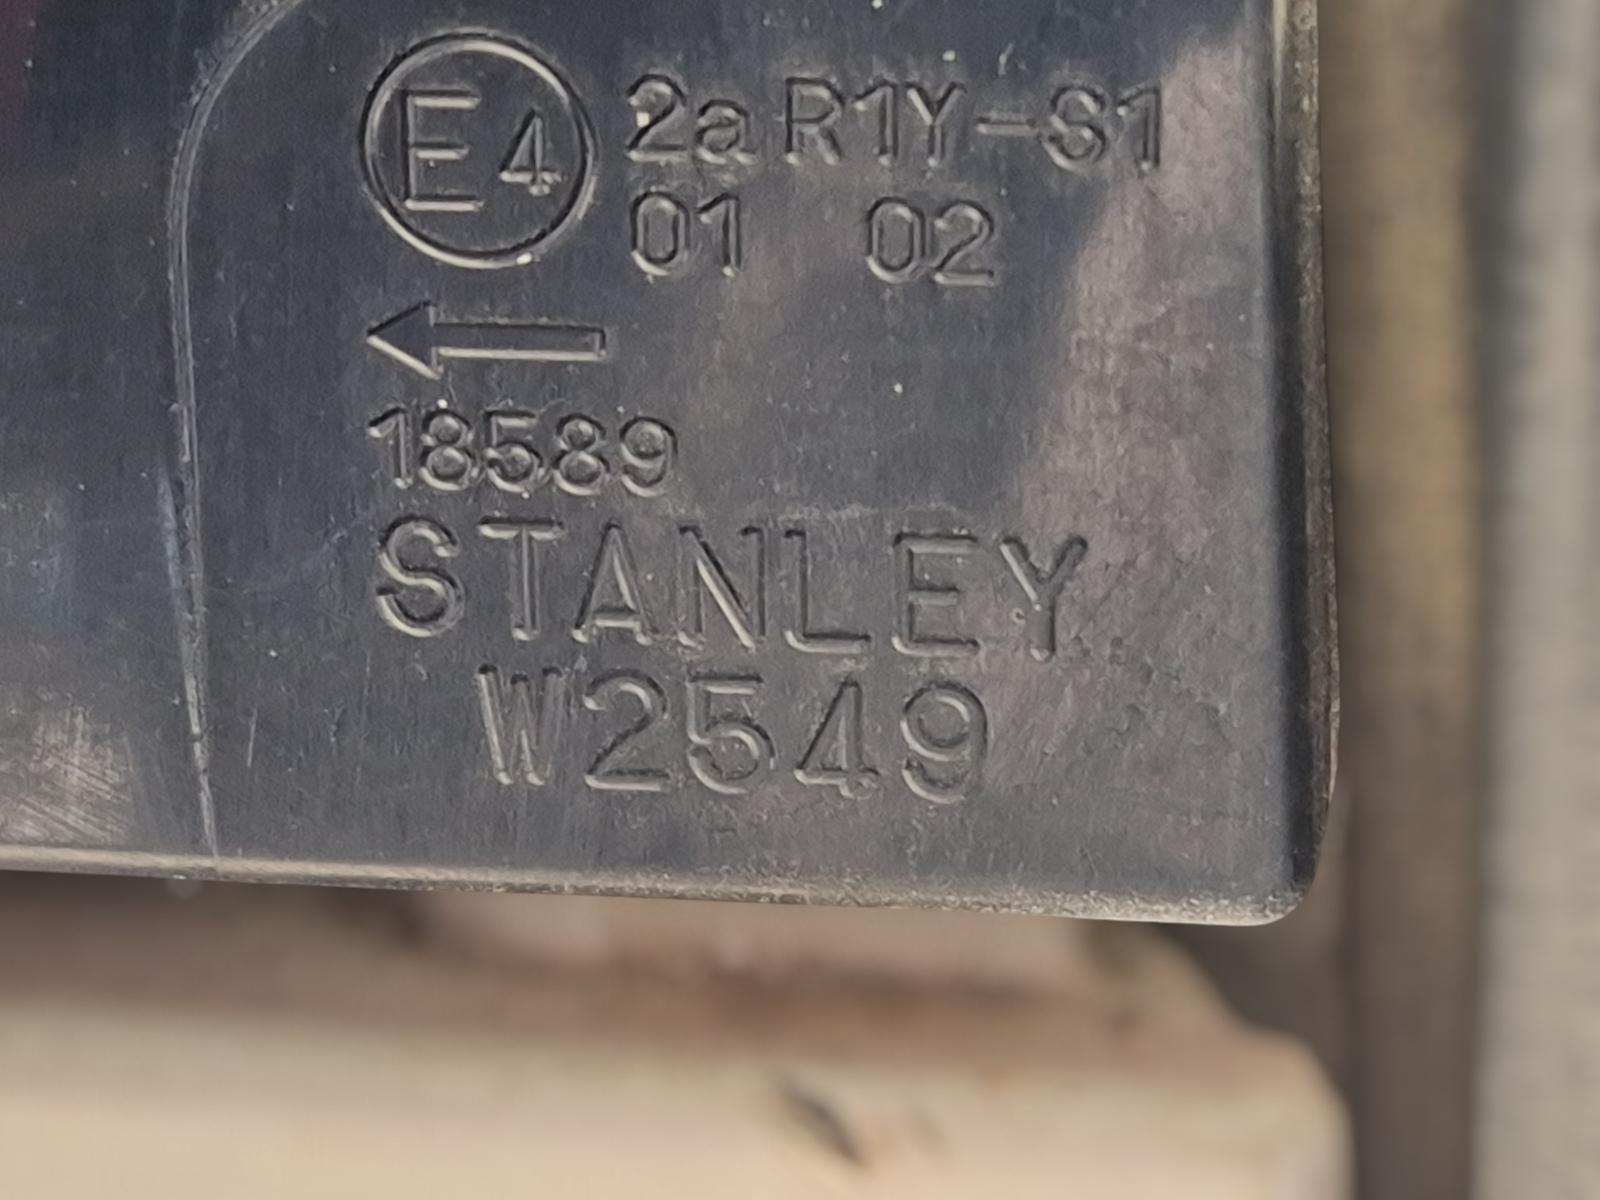 E4 2a R1Y-S1
01 02
18589
STANLEY
W2549